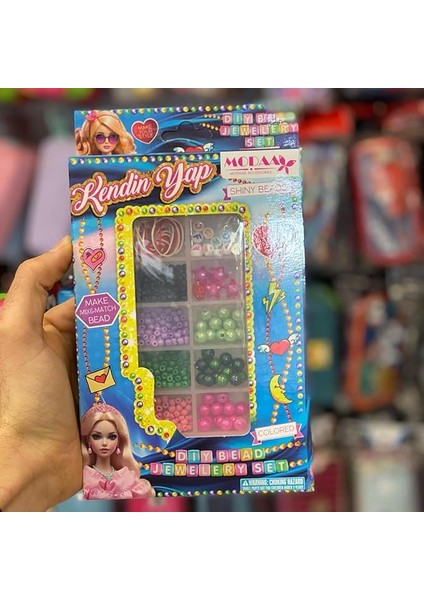 DIY BEAD
JEWELERY
SET
MODAA
Kendin Yap
SHINY BEADS
MAKE
MIX&MATCH
BEAD
COLORED
DIY BEAD
JEWELERY SET
WARNING: CHOKING HAZARD